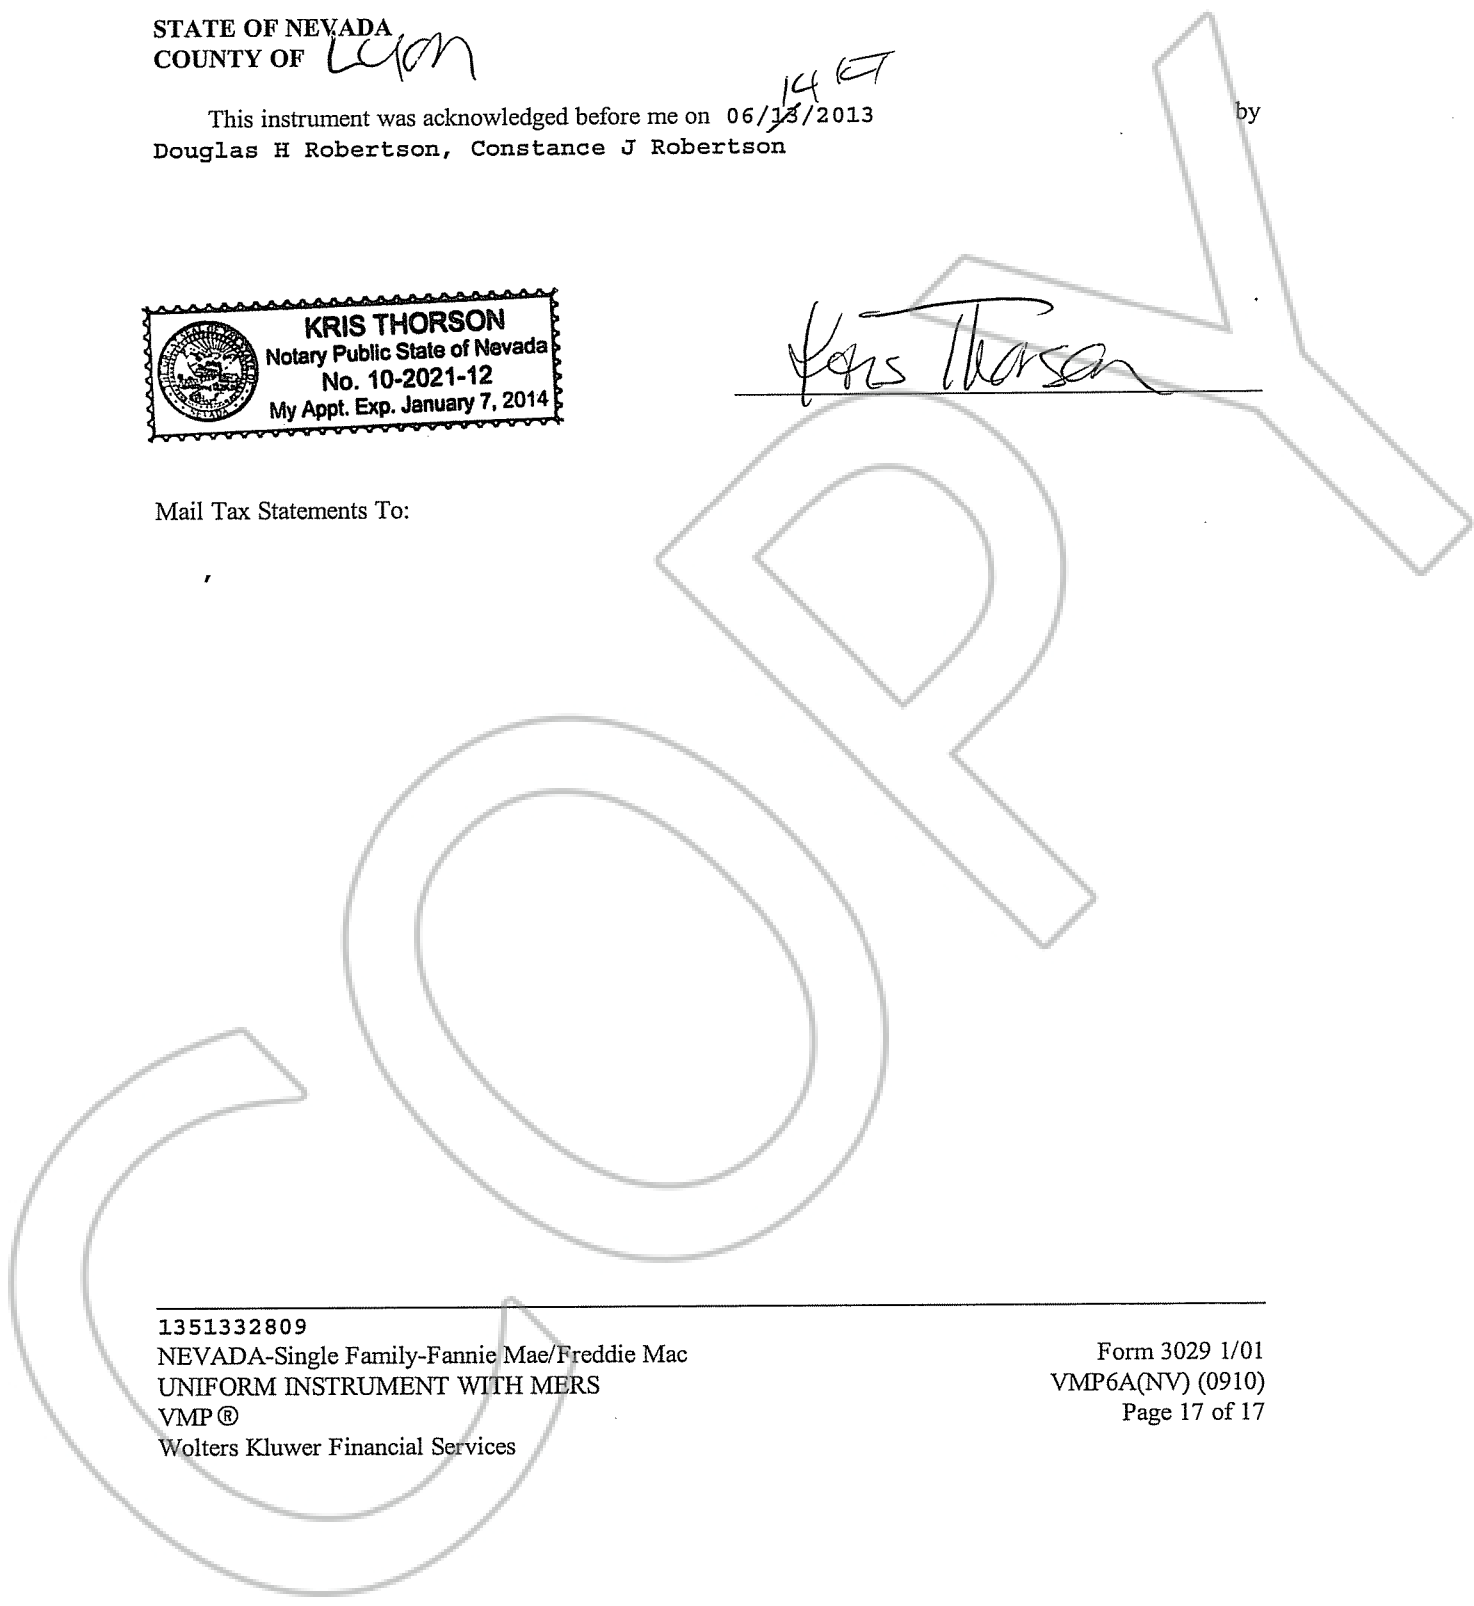 STATE OF NEVADA
COUNTY OF Lyon
14 KT
This instrument was acknowledged before me on 06/13/2013 by
Douglas H Robertson, Constance J Robertson
KRIS THORSON
Notary Public State of Nevada
No. 10-2021-12
My Appt. Exp. January 7, 2014
Kris Thorson
Mail Tax Statements To:
,
COPY
1351332809
NEVADA-Single Family-Fannie Mae/Freddie Mac
UNIFORM INSTRUMENT WITH MERS
VMP ®
Wolters Kluwer Financial Services
Form 3029 1/01
VMP6A(NV) (0910)
Page 17 of 17